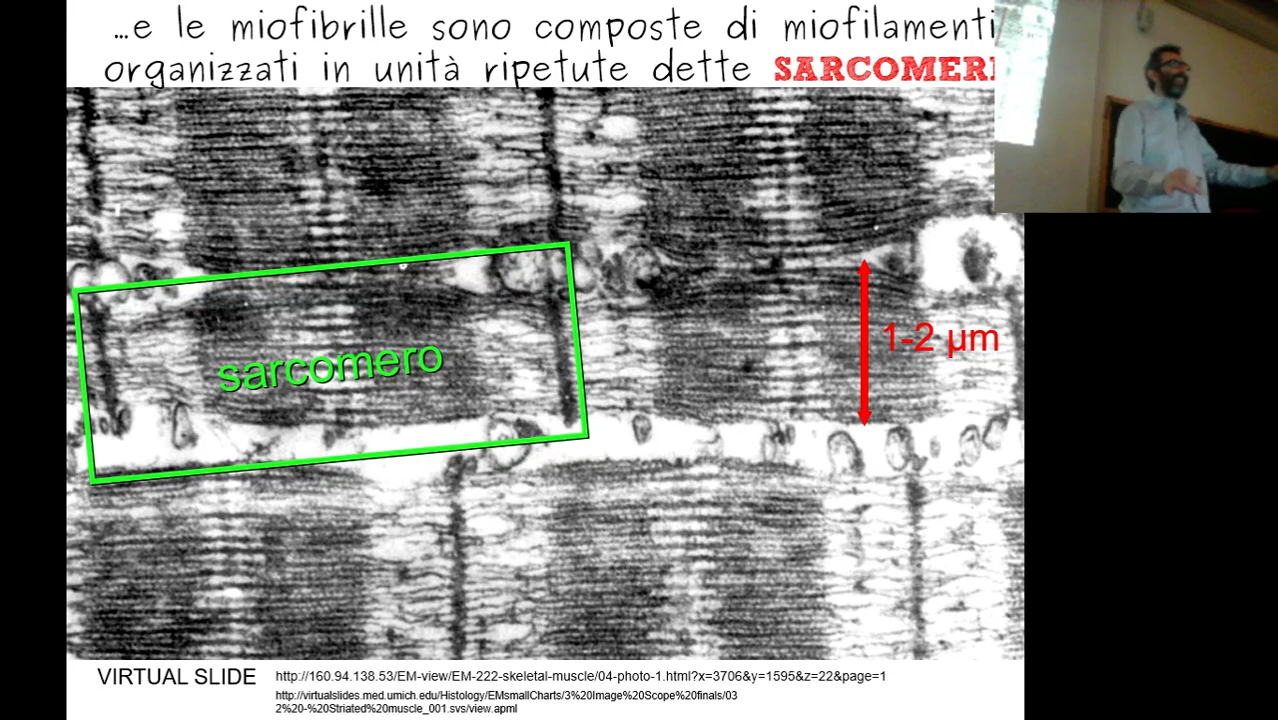 ...e le miofibrille sono composte di miofilamenti
organizzati in unità ripetute dette SARCOMERI
sarcomero
1-2 µm
VIRTUAL SLIDE
http://160.94.138.53/EM-view/EM-222-skeletal-muscle/04-photo-1.html?x=3706&y=1595&z=22&page=1
http://virtualslides.med.umich.edu/Histology/EMsmallCharts/3%20Image%20Scope%20finals/03
2%20-%20Striated%20muscle_001.svs/view.apml